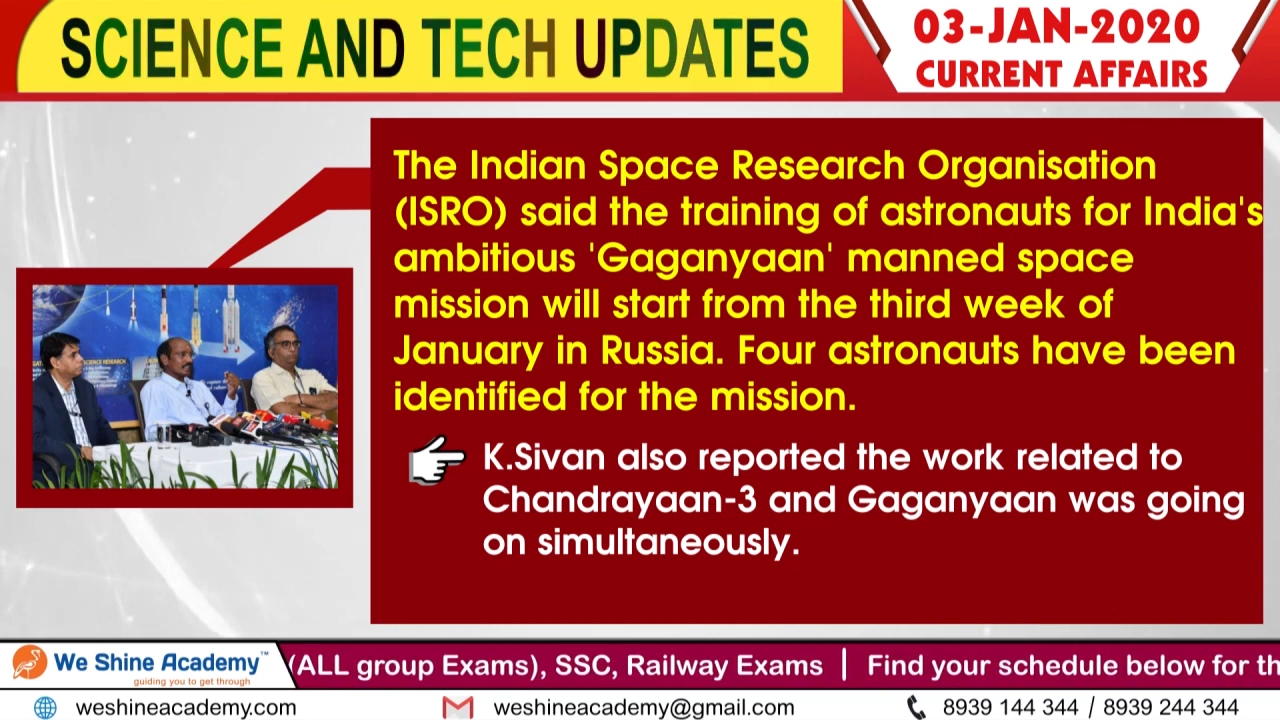 SCIENCE AND TECH UPDATES
03-JAN-2020
CURRENT AFFAIRS
The Indian Space Research Organisation
(ISRO) said the training of astronauts for India's
ambitious 'Gaganyaan' manned space
mission will start from the third week of
January in Russia. Four astronauts have been
identified for the mission.
K.Sivan also reported the work related to
Chandrayaan-3 and Gaganyaan was going
on simultaneously.
SCIENCE RESEARCH
We Shine Academy™
guiding you to get through
(ALL group Exams), SSC, Railway Exams | Find your schedule below for th
weshineacademy.com
weshineacademy@gmail.com
8939 144 344 / 8939 244 344